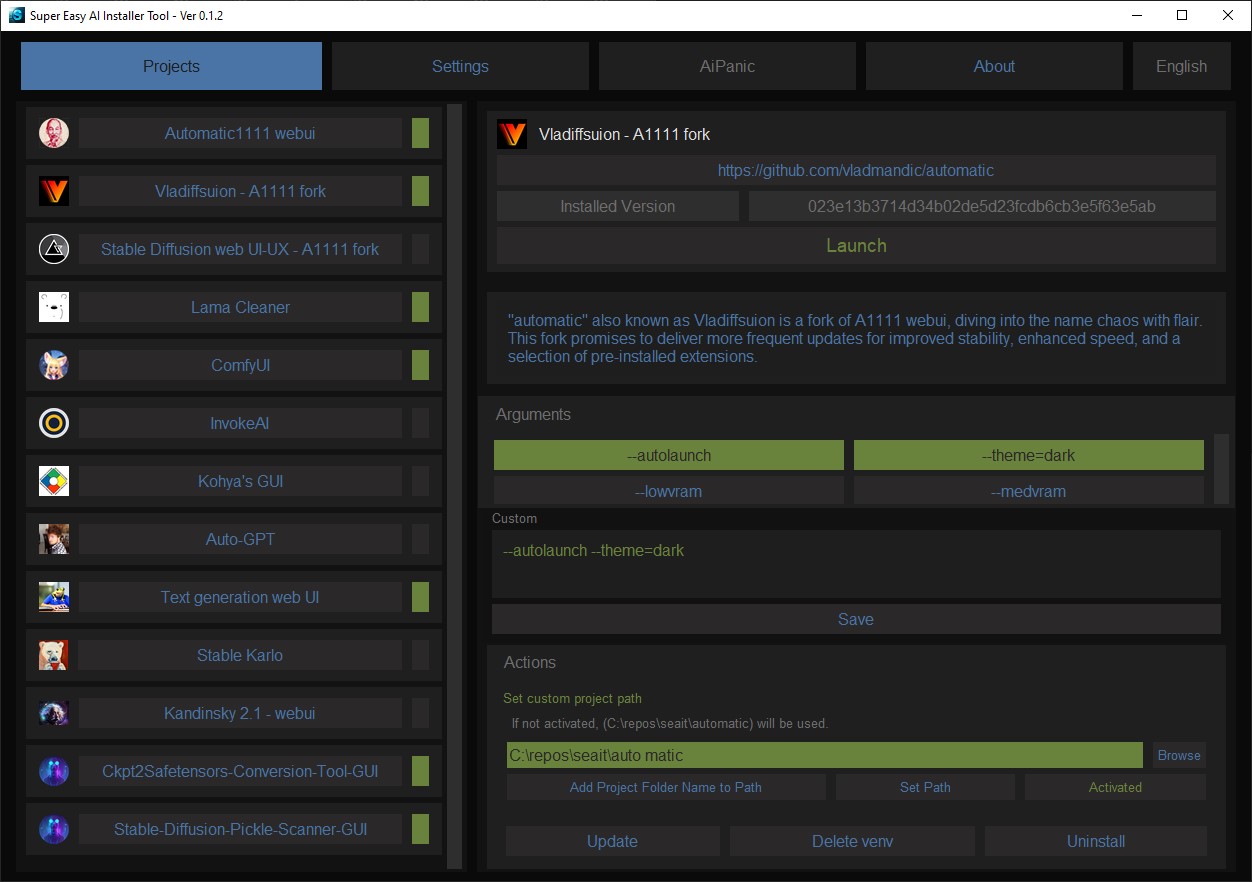 Super Easy AI Installer Tool - Ver 0.1.2
Projects
Settings
AiPanic
About
English
Automatic1111 webui
Vladiffsuion - A1111 fork
Stable Diffusion web UI-UX - A1111 fork
Lama Cleaner
ComfyUI
InvokeAI
Kohya's GUI
Auto-GPT
Text generation web UI
Stable Karlo
Kandinsky 2.1 - webui
Ckpt2Safetensors-Conversion-Tool-GUI
Stable-Diffusion-Pickle-Scanner-GUI
Vladiffsuion - A1111 fork
https://github.com/vladmandic/automatic
Installed Version
023e13b3714d34b02de5d23fcdb6cb3e5f63e5ab
Launch
"automatic" also known as Vladiffsuion is a fork of A1111 webui, diving into the name chaos with flair.
This fork promises to deliver more frequent updates for improved stability, enhanced speed, and a
selection of pre-installed extensions.
Arguments
--autolaunch
--theme=dark
--lowvram
--medvram
Custom
--autolaunch --theme=dark
Save
Actions
Set custom project path
If not activated, (C:\repos\seait\automatic) will be used.
C:\repos\seait\auto matic
Browse
Add Project Folder Name to Path
Set Path
Activated
Update
Delete venv
Uninstall